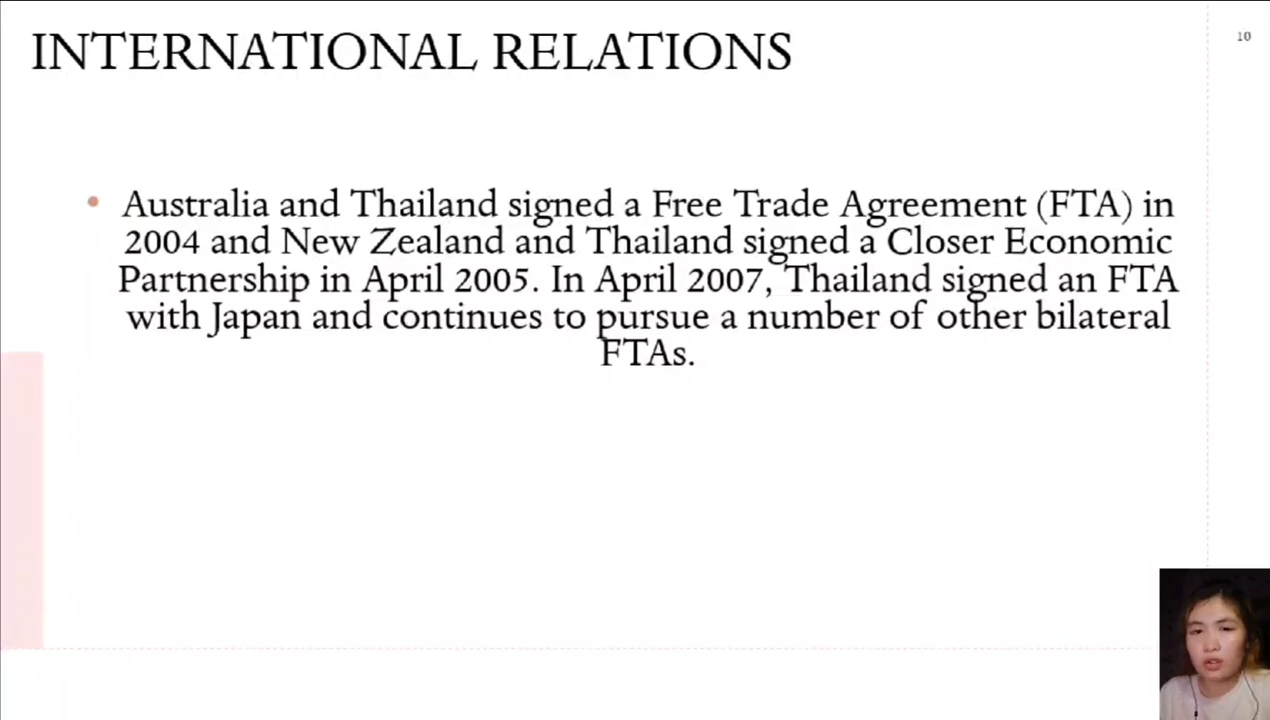 INTERNATIONAL RELATIONS
10
• Australia and Thailand signed a Free Trade Agreement (FTA) in
2004 and New Zealand and Thailand signed a Closer Economic
Partnership in April 2005. In April 2007, Thailand signed an FTA
with Japan and continues to pursue a number of other bilateral
FTAs.